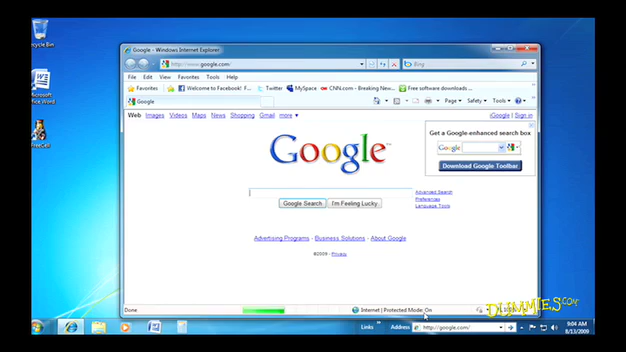 Recycle Bin
Google - Windows Internet Explorer
http://www.google.com/
Bing
File Edit View Favorites Tools Help
Microsoft Office Word
Favorites Welcome to Facebook! F... Twitter MySpace CNN.com - Breaking New... Free software downloads ...
Google
Page Safety Tools
FreeCell
Web Images Videos Maps News Shopping Gmail more
iGoogle | Sign in
Get a Google-enhanced search box
Google
Download Google Toolbar
Google
Advanced Search
Preferences
Language Tools
Google Search I'm Feeling Lucky
Advertising Programs - Business Solutions - About Google
©2009 - Privacy
Done Internet | Protected Mode: On
DUMMIES.COM
Links Address http://google.com/
9:04 AM
8/13/2009